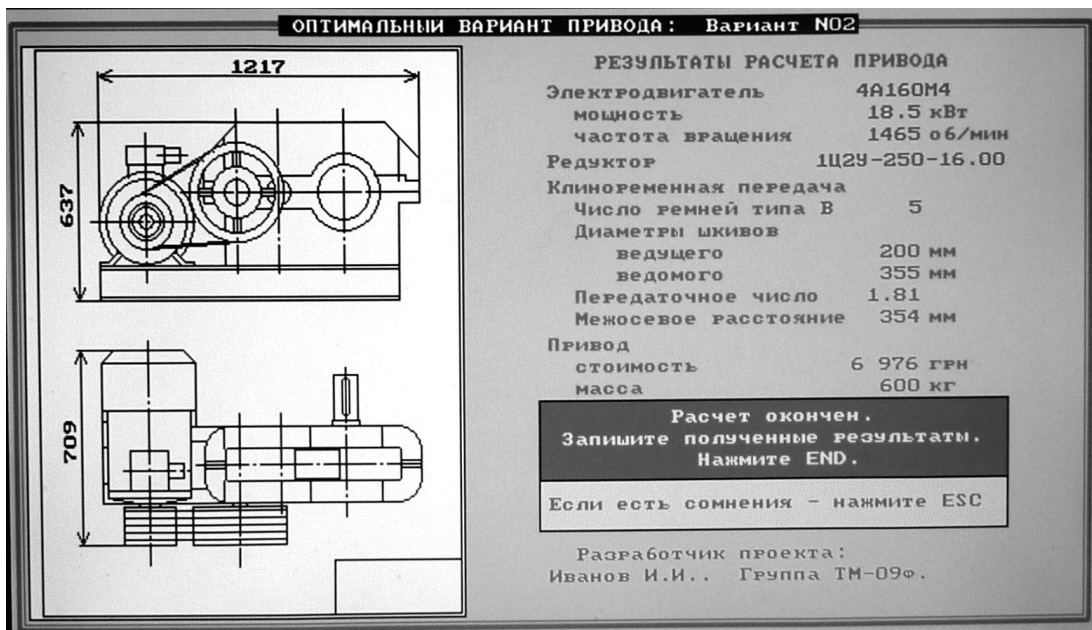 ОПТИМАЛЬНЫЙ ВАРИАНТ ПРИВОДА: Вариант N02
1217
637
709
РЕЗУЛЬТАТЫ РАСЧЕТА ПРИВОДА
Электродвигатель 4А160М4
мощность 18.5 кВт
частота вращения 1465 об/мин
Редуктор 1Ц2У-250-16.00
Клиноременная передача
Число ремней типа В 5
Диаметры шкивов
ведущего 200 мм
ведомого 355 мм
Передаточное число 1.81
Межосевое расстояние 354 мм
Привод
стоимость 6 976 грн
масса 600 кг
Расчет окончен.
Запишите полученные результаты.
Нажмите END.
Если есть сомнения - нажмите ESC
Разработчик проекта:
Иванов И.И.. Группа ТМ-09ф.